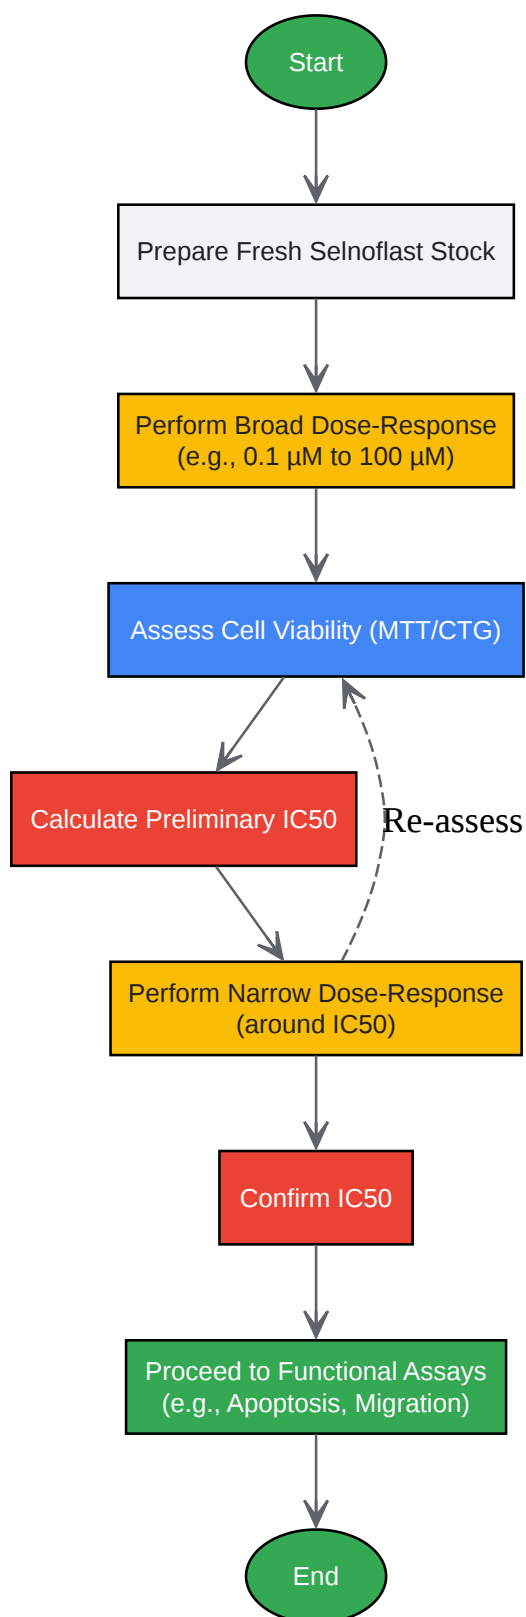 Start
Prepare Fresh Selnoflast Stock
Perform Broad Dose-Response
(e.g., 0.1 µM to 100 µM)
Assess Cell Viability (MTT/CTG)
Calculate Preliminary IC50
Re-assess
Perform Narrow Dose-Response
(around IC50)
Confirm IC50
Proceed to Functional Assays
(e.g., Apoptosis, Migration)
End